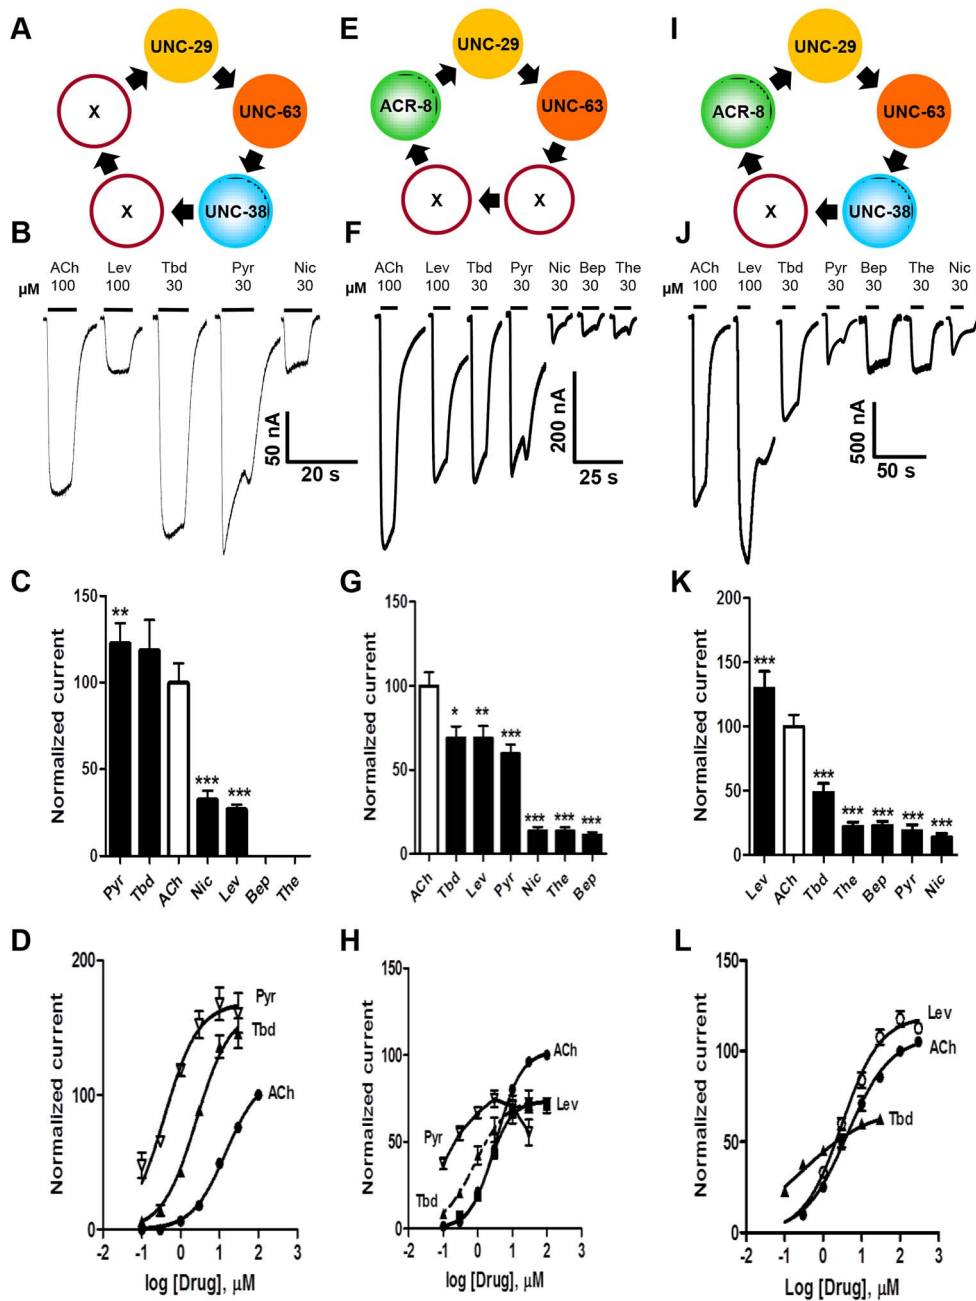 A
UNC-29
X
UNC-63
X
UNC-38
E
UNC-29
ACR-8
UNC-63
X
X
I
UNC-29
ACR-8
UNC-63
X
UNC-38
B
ACh Lev Tbd Pyr Nic
µM 100 100 30 30 30
50 nA
20 s
F
ACh Lev Tbd Pyr Nic Bep The
µM 100 30 30 30 30 30 30
200 nA
25 s
J
ACh Lev Tbd Pyr Bep The Nic
µM 100 100 30 30 30 30 30
500 nA
50 s
C
Normalized current
150
100
50
0
** *** ***
Pyr Tbd ACh Nic Lev Bep The
G
Normalized current
150
100
50
0
* ** *** *** *** ***
ACh Tbd Lev Pyr Nic The Bep
K
Normalized current
200
150
100
50
0
*** *** *** *** *** ***
Lev ACh Tbd The Bep Pyr Nic
D
Normalized current
200
100
0
Pyr
Tbd
ACh
-2 -1 0 1 2 3
log [Drug], µM
H
Normalized current
150
100
50
0
ACh
Lev
Pyr
Tbd
-2 -1 0 1 2 3
log [Drug], µM
L
Normalized current
150
100
50
0
Lev
ACh
Tbd
-2 -1 0 1 2 3
Log [Drug], µM